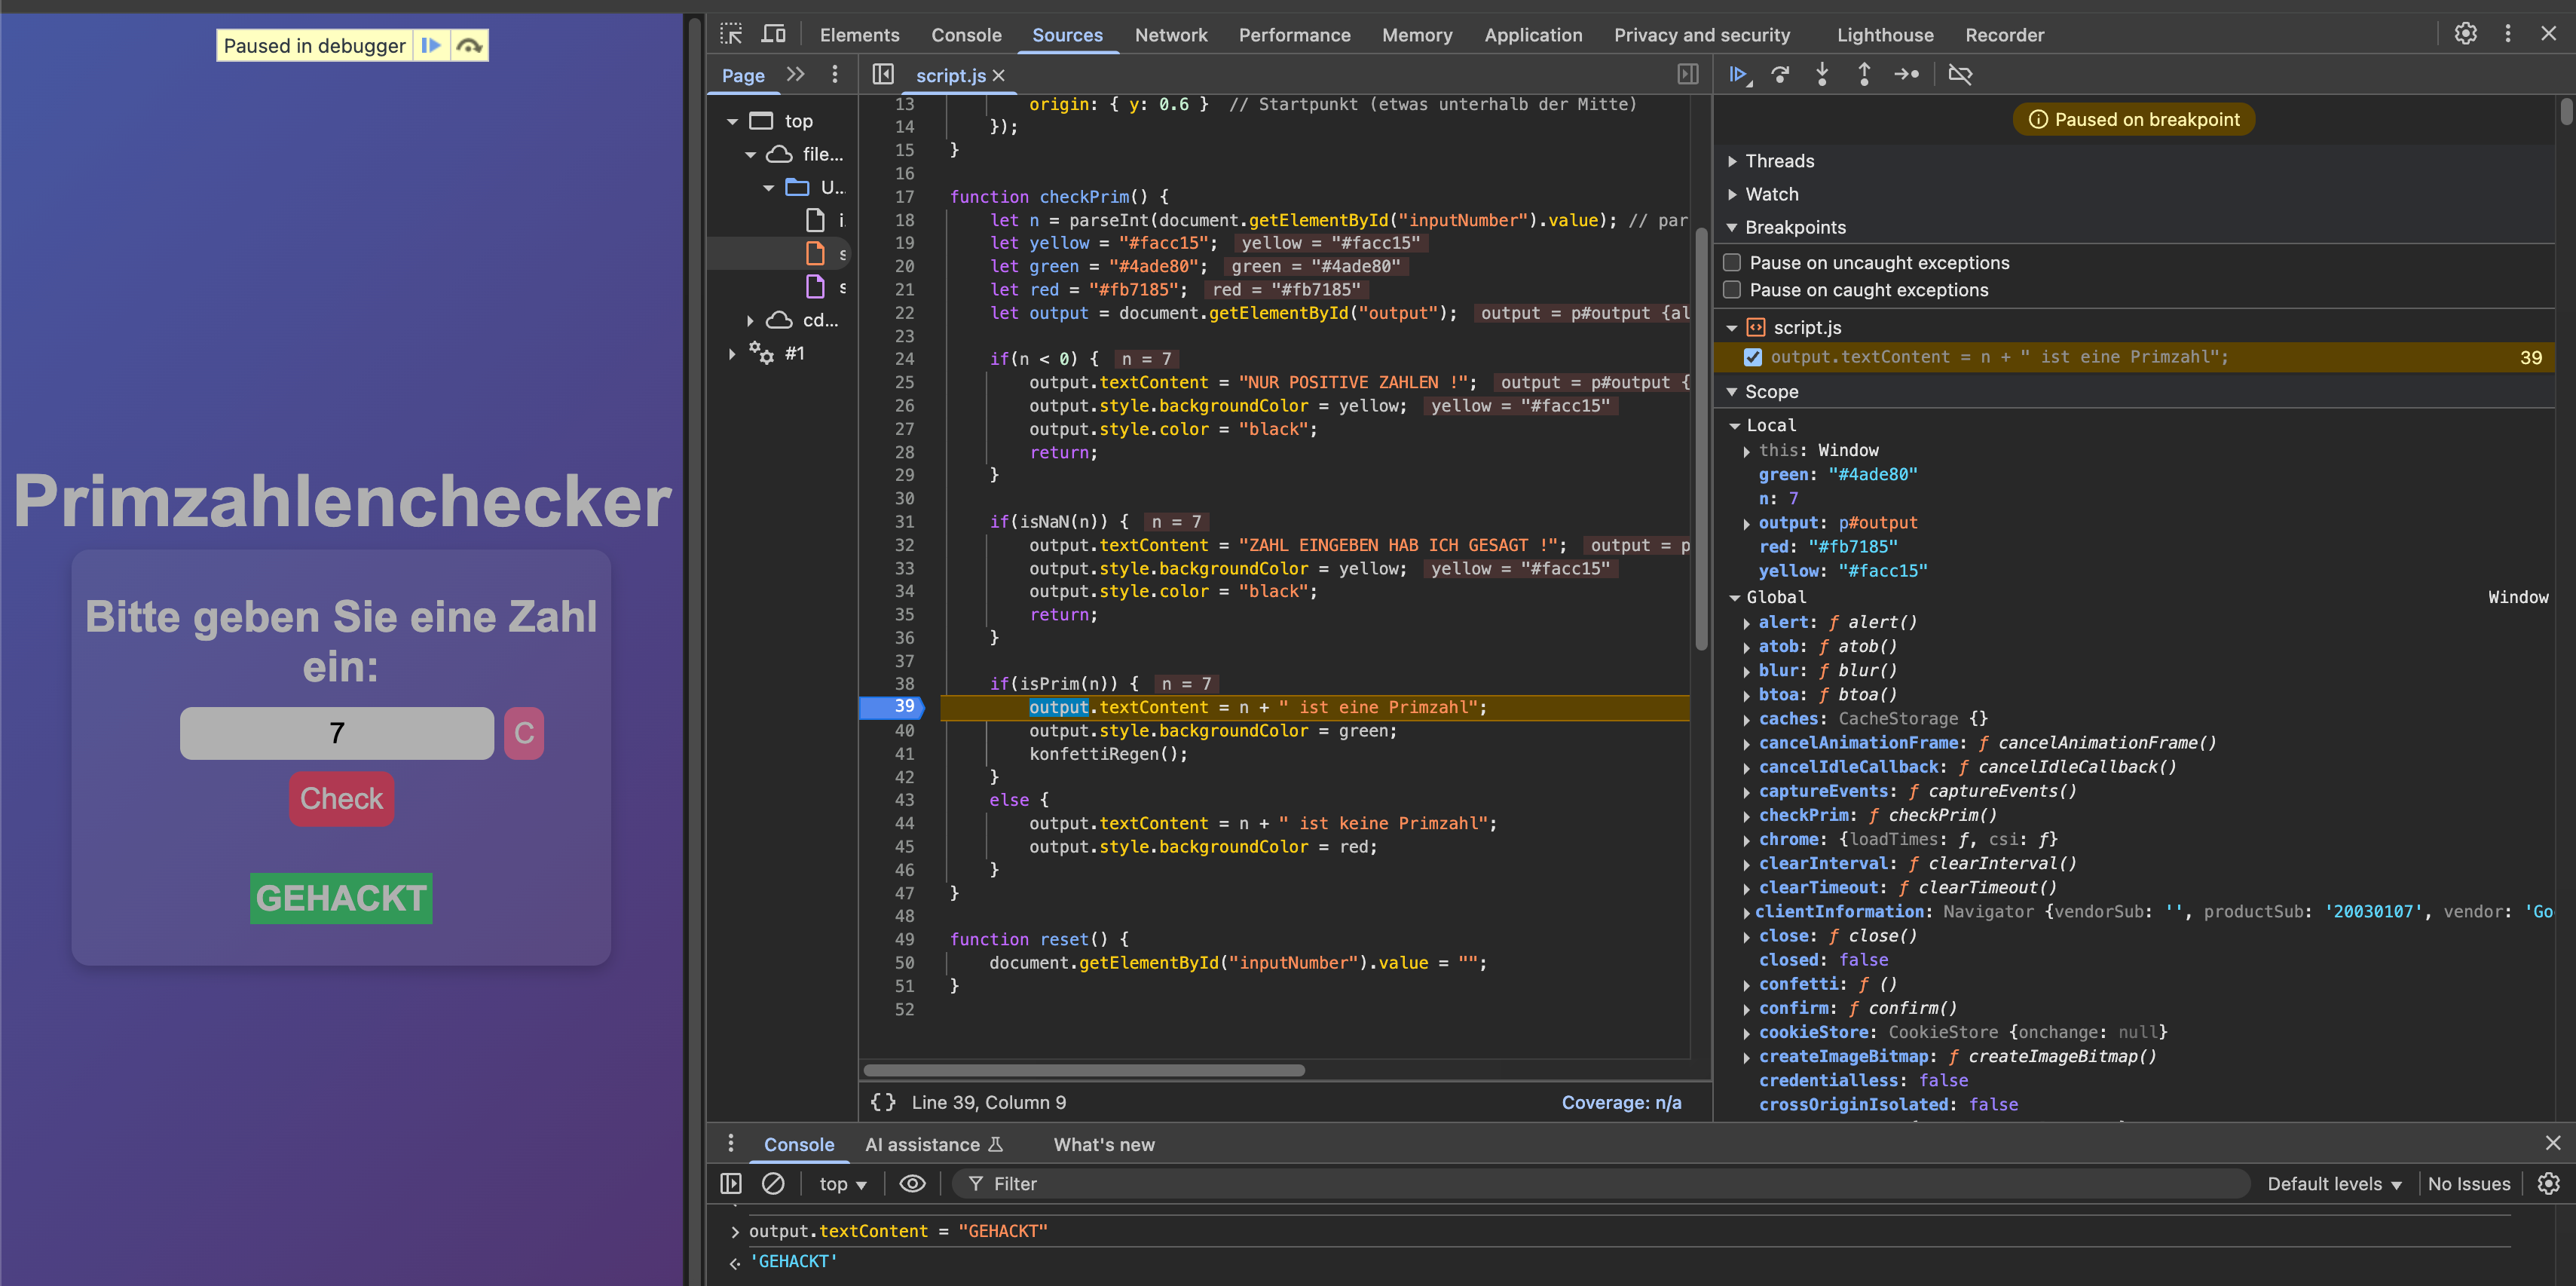 Paused in debugger
Primzahlenchecker
Bitte geben Sie eine Zahl
ein:
7
C
Check
GEHACKT
Elements Console Sources Network Performance Memory Application Privacy and security Lighthouse Recorder
Page
script.js
top
file...
U...
i.
s
s
cd...
#1
13 origin: { y: 0.6 } // Startpunkt (etwas unterhalb der Mitte)
14 });
15 }
16
17 function checkPrim() {
18 let n = parseInt(document.getElementById("inputNumber").value); // par
19 let yellow = "#facc15"; yellow = "#facc15"
20 let green = "#4ade80"; green = "#4ade80"
21 let red = "#fb7185"; red = "#fb7185"
22 let output = document.getElementById("output"); output = p#output {al
23
24 if(n < 0) { n = 7
25 output.textContent = "NUR POSITIVE ZAHLEN !"; output = p#output {
26 output.style.backgroundColor = yellow; yellow = "#facc15"
27 output.style.color = "black";
28 return;
29 }
30
31 if(isNaN(n)) { n = 7
32 output.textContent = "ZAHL EINGEBEN HAB ICH GESAGT !"; output = p
33 output.style.backgroundColor = yellow; yellow = "#facc15"
34 output.style.color = "black";
35 return;
36 }
37
38 if(isPrim(n)) { n = 7
39 output.textContent = n + " ist eine Primzahl";
40 output.style.backgroundColor = green;
41 konfettiRegen();
42 }
43 else {
44 output.textContent = n + " ist keine Primzahl";
45 output.style.backgroundColor = red;
46 }
47 }
48
49 function reset() {
50 document.getElementById("inputNumber").value = "";
51 }
52
{} Line 39, Column 9 Coverage: n/a
Paused on breakpoint
Threads
Watch
Breakpoints
Pause on uncaught exceptions
Pause on caught exceptions
script.js
output.textContent = n + " ist eine Primzahl"; 39
Scope
Local
this: Window
green: "#4ade80"
n: 7
output: p#output
red: "#fb7185"
yellow: "#facc15"
Global Window
alert: ƒ alert()
atob: ƒ atob()
blur: ƒ blur()
btoa: ƒ btoa()
caches: CacheStorage {}
cancelAnimationFrame: ƒ cancelAnimationFrame()
cancelIdleCallback: ƒ cancelIdleCallback()
captureEvents: ƒ captureEvents()
checkPrim: ƒ checkPrim()
chrome: {loadTimes: ƒ, csi: ƒ}
clearInterval: ƒ clearInterval()
clearTimeout: ƒ clearTimeout()
clientInformation: Navigator {vendorSub: '', productSub: '20030107', vendor: 'Go
close: ƒ close()
closed: false
confetti: ƒ ()
confirm: ƒ confirm()
cookieStore: CookieStore {onchange: null}
createImageBitmap: ƒ createImageBitmap()
credentialless: false
crossOriginIsolated: false
Console AI assistance What's new
top Filter Default levels No Issues
> output.textContent = "GEHACKT"
'GEHACKT'